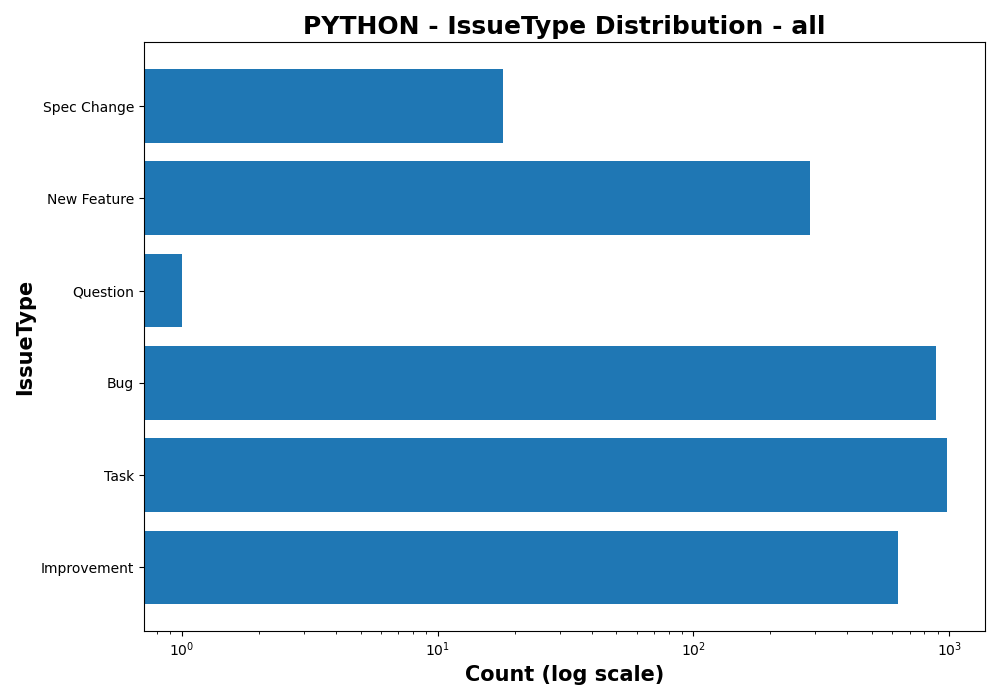 PYTHON - IssueType Distribution - all
IssueType
Spec Change
New Feature
Question
Bug
Task
Improvement
10⁰ 10¹ 10² 10³
Count (log scale)